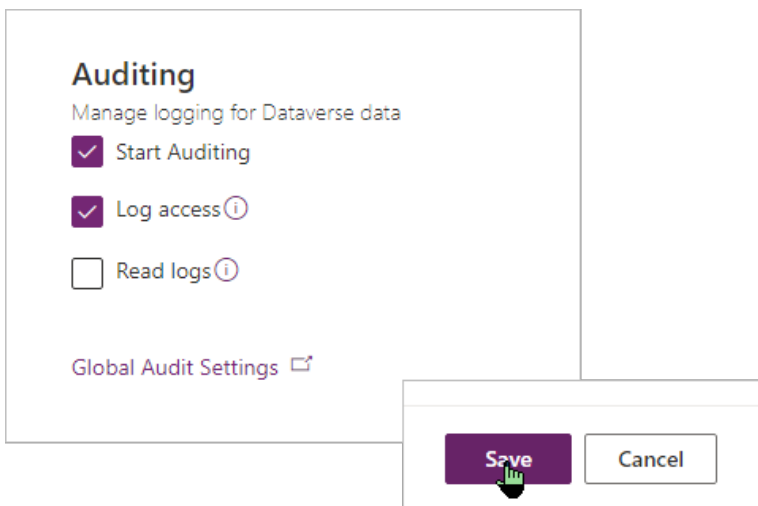 Auditing
Manage logging for Dataverse data
Start Auditing
Log access
Read logs
Global Audit Settings
Save
Cancel